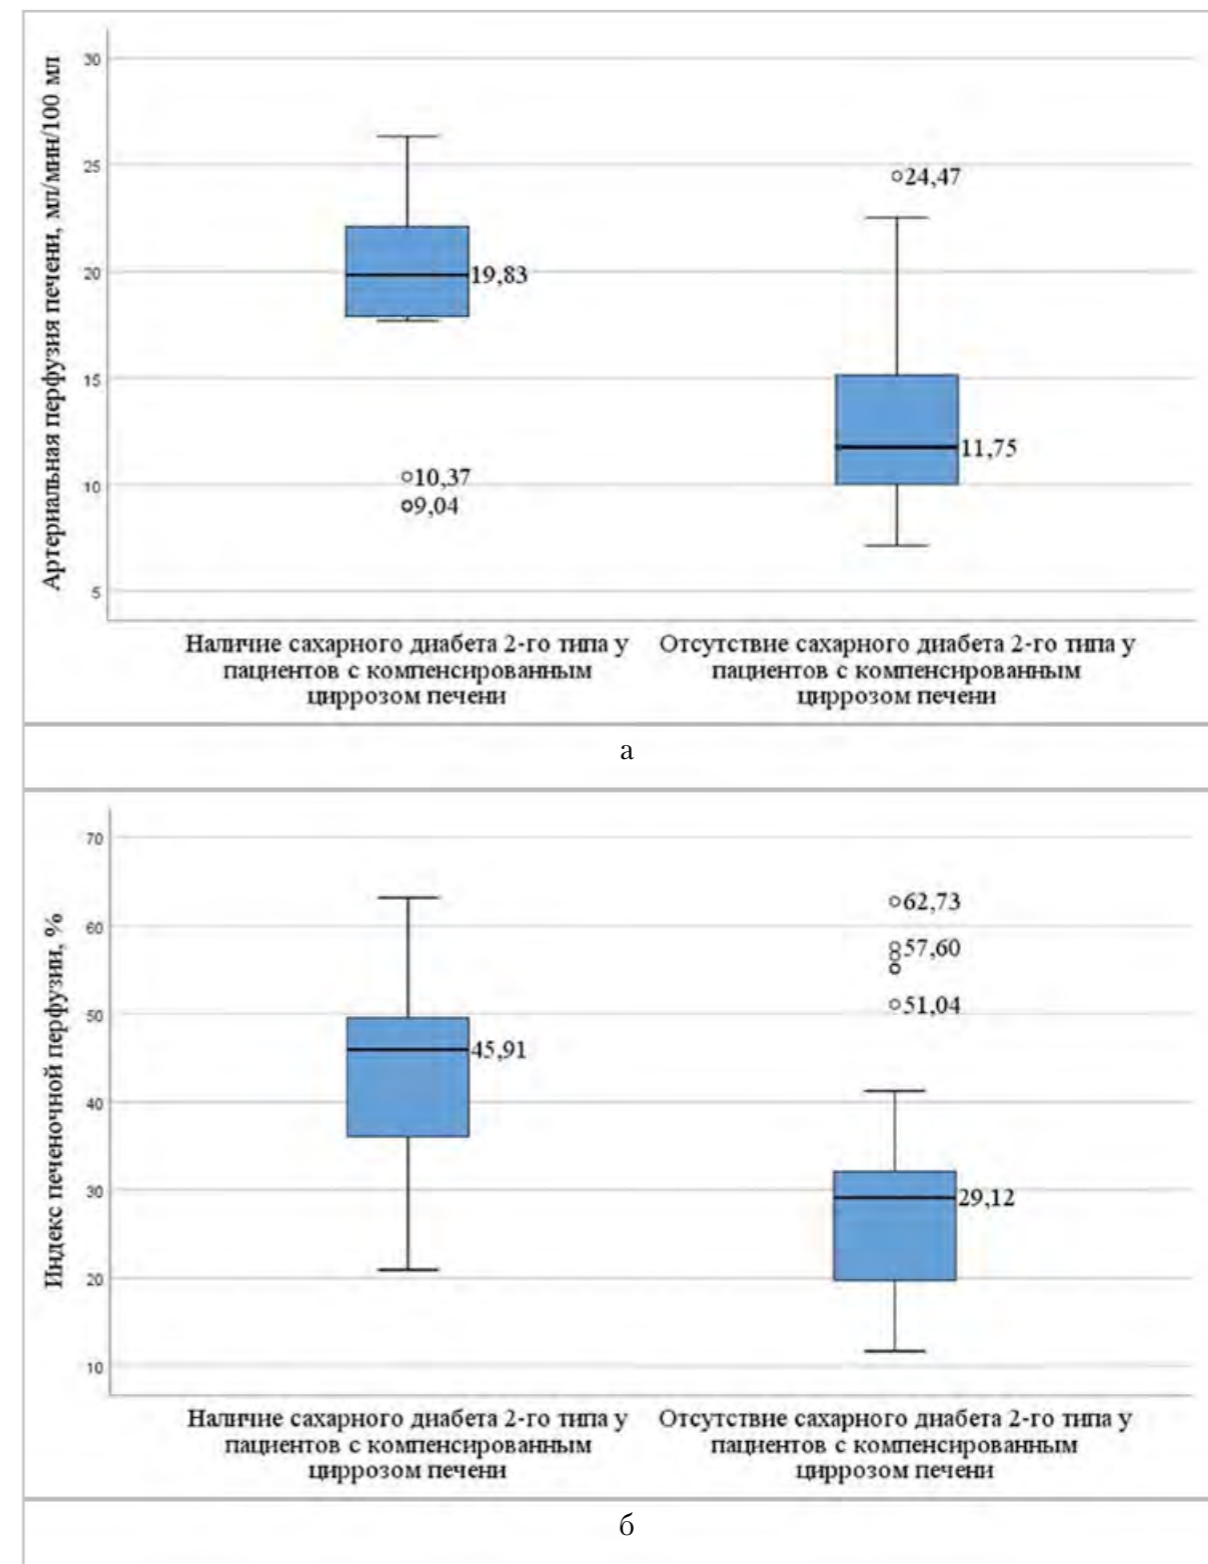 Артериальная перфузия печени, мл/мин/100 мл
30
25
24,47
20
19,83
15
11,75
10
10,37
9,04
5
Наличие сахарного диабета 2-го типа у
пациентов с компенсированным
циррозом печени
Отсутствие сахарного диабета 2-го типа у
пациентов с компенсированным
циррозом печени
а
Индекс печеночной перфузии, %
70
62,73
60
57,60
51,04
50
45,91
40
30
29,12
20
10
Наличие сахарного диабета 2-го типа у
пациентов с компенсированным
циррозом печени
Отсутствие сахарного диабета 2-го типа у
пациентов с компенсированным
циррозом печени
б